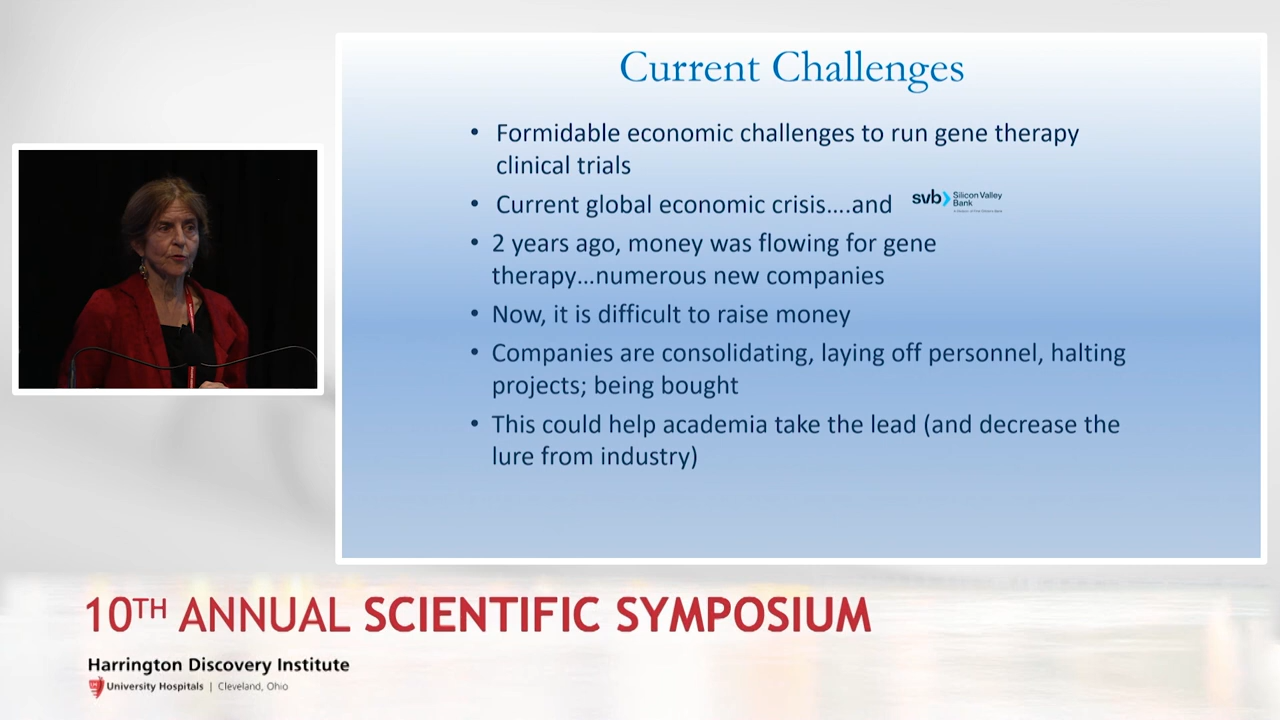 Current Challenges
• Formidable economic challenges to run gene therapy
clinical trials
• Current global economic crisis....and
svb Silicon Valley
Bank
• 2 years ago, money was flowing for gene
therapy...numerous new companies
• Now, it is difficult to raise money
• Companies are consolidating, laying off personnel, halting
projects; being bought
• This could help academia take the lead (and decrease the
lure from industry)
10TH ANNUAL SCIENTIFIC SYMPOSIUM
Harrington Discovery Institute
University Hospitals | Cleveland, Ohio